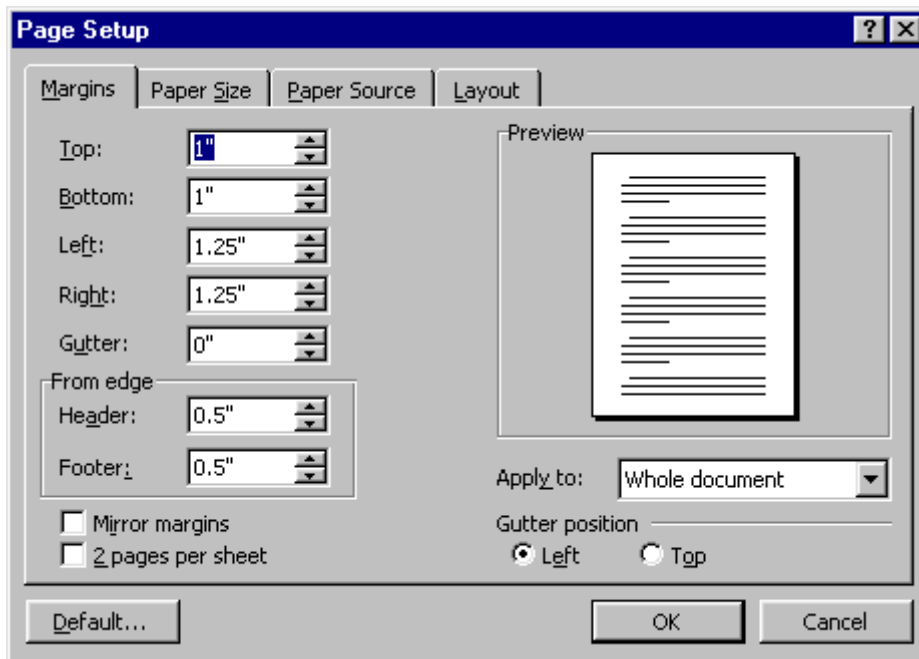 Page Setup
Margins
Paper Size
Paper Source
Layout
Top: 1"
Bottom: 1"
Left: 1.25"
Right: 1.25"
Gutter: 0"
From edge
Header: 0.5"
Footer: 0.5"
Mirror margins
2 pages per sheet
Preview
Apply to: Whole document
Gutter position
Left
Top
Default...
OK
Cancel